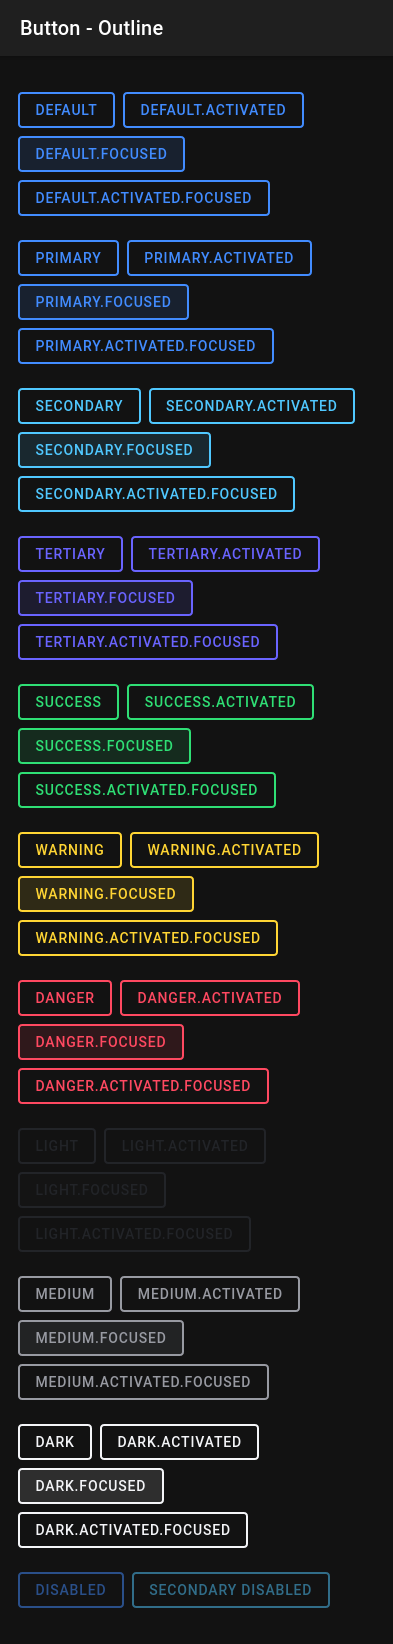 Button - Outline
DEFAULT DEFAULT.ACTIVATED
DEFAULT.FOCUSED
DEFAULT.ACTIVATED.FOCUSED
PRIMARY PRIMARY.ACTIVATED
PRIMARY.FOCUSED
PRIMARY.ACTIVATED.FOCUSED
SECONDARY SECONDARY.ACTIVATED
SECONDARY.FOCUSED
SECONDARY.ACTIVATED.FOCUSED
TERTIARY TERTIARY.ACTIVATED
TERTIARY.FOCUSED
TERTIARY.ACTIVATED.FOCUSED
SUCCESS SUCCESS.ACTIVATED
SUCCESS.FOCUSED
SUCCESS.ACTIVATED.FOCUSED
WARNING WARNING.ACTIVATED
WARNING.FOCUSED
WARNING.ACTIVATED.FOCUSED
DANGER DANGER.ACTIVATED
DANGER.FOCUSED
DANGER.ACTIVATED.FOCUSED
LIGHT LIGHT.ACTIVATED
LIGHT.FOCUSED
LIGHT.ACTIVATED.FOCUSED
MEDIUM MEDIUM.ACTIVATED
MEDIUM.FOCUSED
MEDIUM.ACTIVATED.FOCUSED
DARK DARK.ACTIVATED
DARK.FOCUSED
DARK.ACTIVATED.FOCUSED
DISABLED SECONDARY DISABLED